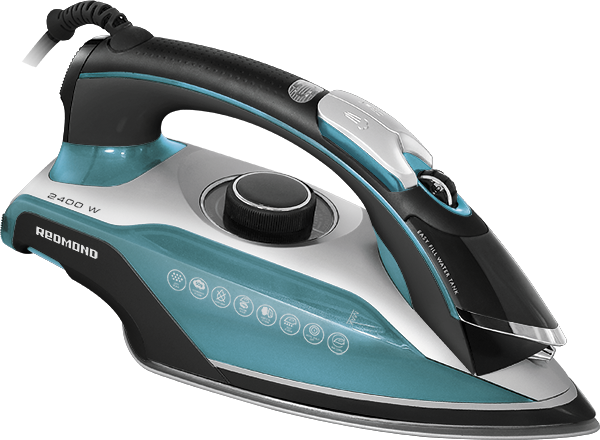 2400 W
REDMOND
EASY FILL WATER TANK